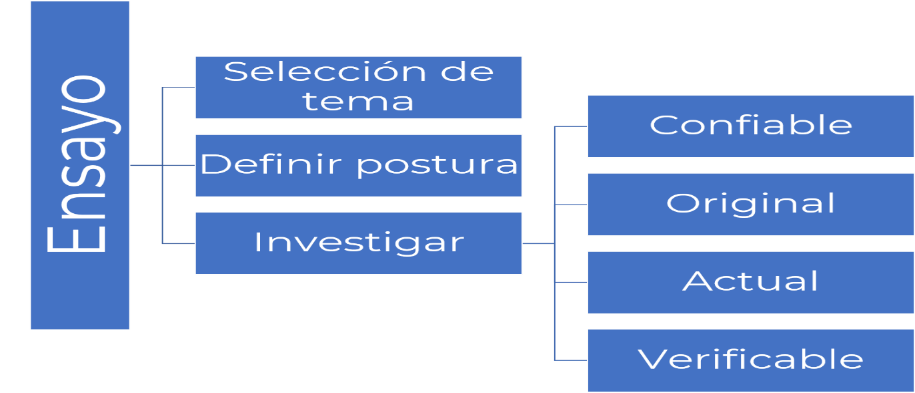 Ensayo
Selección de
tema
Definir postura
Investigar
Confiable
Original
Actual
Verificable